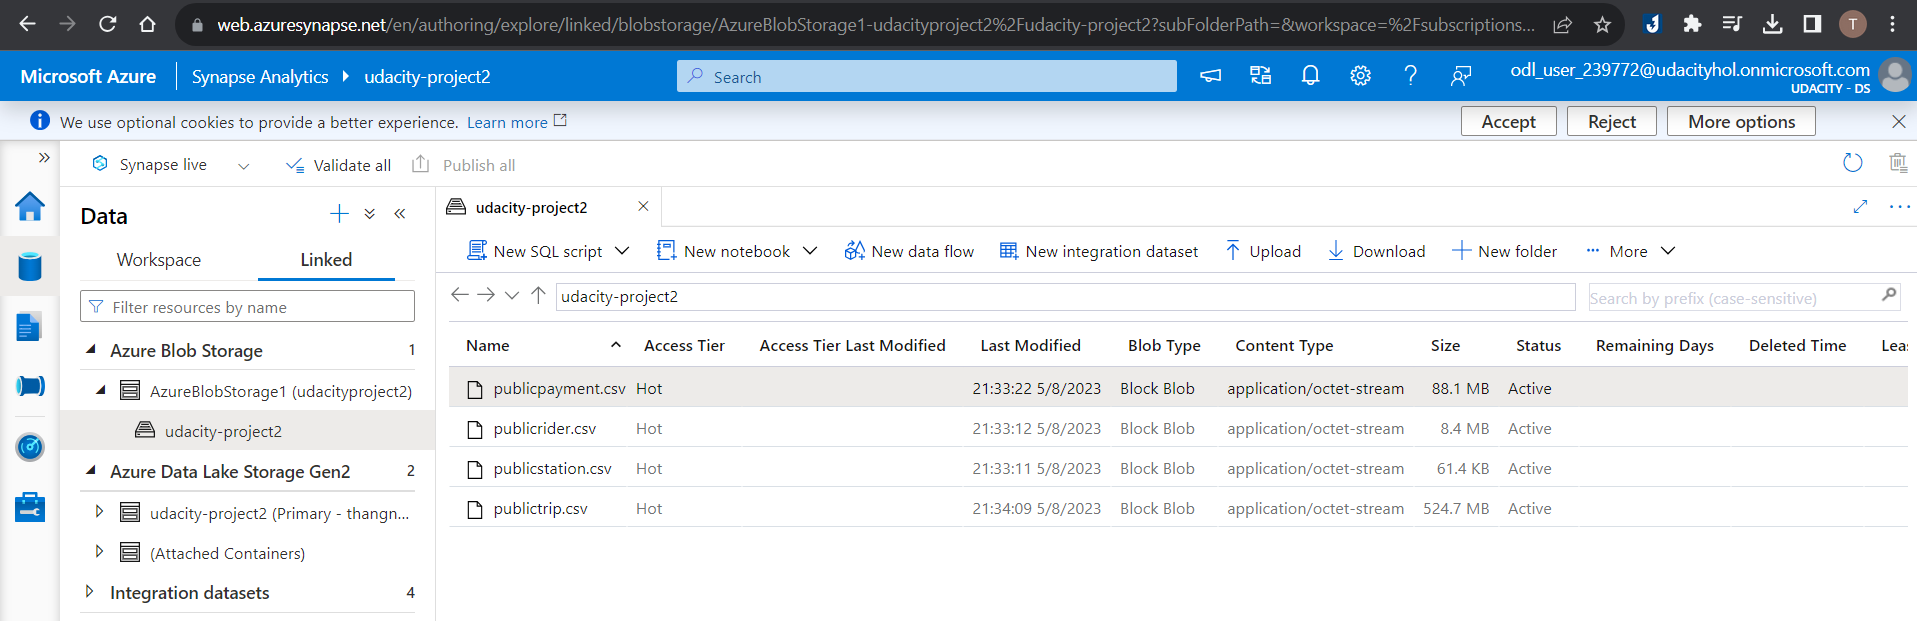 web.azuresynapse.net/en/authoring/explore/linked/blobstorage/AzureBlobStorage1-udacityproject2%2Fudacity-project2?subFolderPath=&workspace=%2Fsubscriptions...
T
Microsoft Azure Synapse Analytics udacity-project2 Search odl_user_239772@udacityhol.onmicrosoft.com
UDACITY - DS
We use optional cookies to provide a better experience. Learn more Accept Reject More options
Synapse live Validate all Publish all
Data
Workspace Linked
Filter resources by name
Azure Blob Storage 1
AzureBlobStorage1 (udacityproject2)
udacity-project2
Azure Data Lake Storage Gen2 2
udacity-project2 (Primary - thangn...
(Attached Containers)
Integration datasets 4
udacity-project2
New SQL script New notebook New data flow New integration dataset Upload Download New folder More
udacity-project2 Search by prefix (case-sensitive)
Name Access Tier Access Tier Last Modified Last Modified Blob Type Content Type Size Status Remaining Days Deleted Time Lea
publicpayment.csv Hot 21:33:22 5/8/2023 Block Blob application/octet-stream 88.1 MB Active
publicrider.csv Hot 21:33:12 5/8/2023 Block Blob application/octet-stream 8.4 MB Active
publicstation.csv Hot 21:33:11 5/8/2023 Block Blob application/octet-stream 61.4 KB Active
publictrip.csv Hot 21:34:09 5/8/2023 Block Blob application/octet-stream 524.7 MB Active